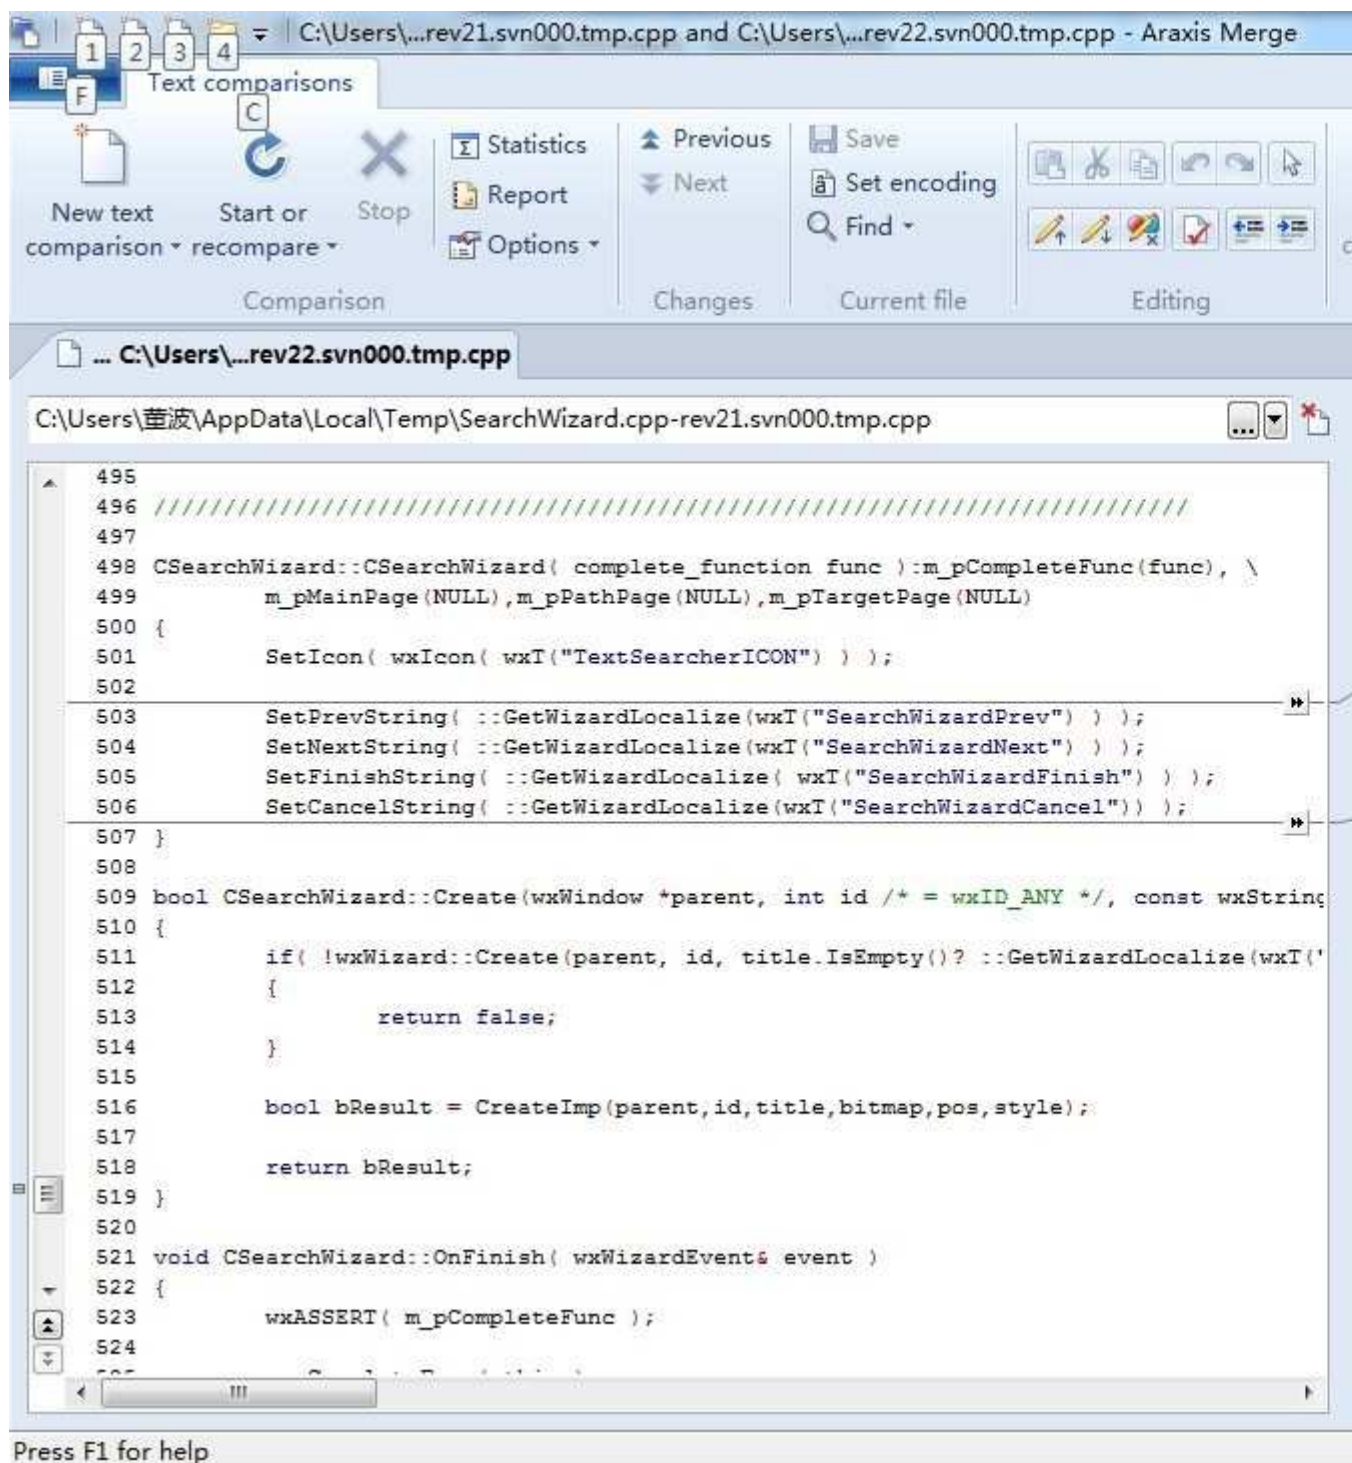 C:\Users\...rev21.svn000.tmp.cpp and C:\Users\...rev22.svn000.tmp.cpp - Araxis Merge
1 2 3 4
F
Text comparisons
C
New text comparison
Start or recompare
Stop
Statistics
Report
Options
Comparison
Previous
Next
Changes
Save
Set encoding
Find
Current file
Editing
... C:\Users\...rev22.svn000.tmp.cpp
C:\Users\董波\AppData\Local\Temp\SearchWizard.cpp-rev21.svn000.tmp.cpp
495
496 //////////////////////////////////////////////////////////////////////////
497
498 CSearchWizard::CSearchWizard( complete_function func ):m_pCompleteFunc(func), \
499 m_pMainPage(NULL),m_pPathPage(NULL),m_pTargetPage(NULL)
500 {
501 SetIcon( wxIcon( wxT("TextSearcherICON") ) );
502
503 SetPrevString( ::GetWizardLocalize(wxT("SearchWizardPrev") ) );
504 SetNextString( ::GetWizardLocalize(wxT("SearchWizardNext") ) );
505 SetFinishString( ::GetWizardLocalize( wxT("SearchWizardFinish") ) );
506 SetCancelString( ::GetWizardLocalize(wxT("SearchWizardCancel")) );
507 }
508
509 bool CSearchWizard::Create(wxWindow *parent, int id /* = wxID_ANY */, const wxString
510 {
511 if( !wxWizard::Create(parent, id, title.IsEmpty()? ::GetWizardLocalize(wxT(
512 {
513 return false;
514 }
515
516 bool bResult = CreateImp(parent,id,title,bitmap,pos,style);
517
518 return bResult;
519 }
520
521 void CSearchWizard::OnFinish( wxWizardEvent& event )
522 {
523 wxASSERT( m_pCompleteFunc );
524
Press F1 for help